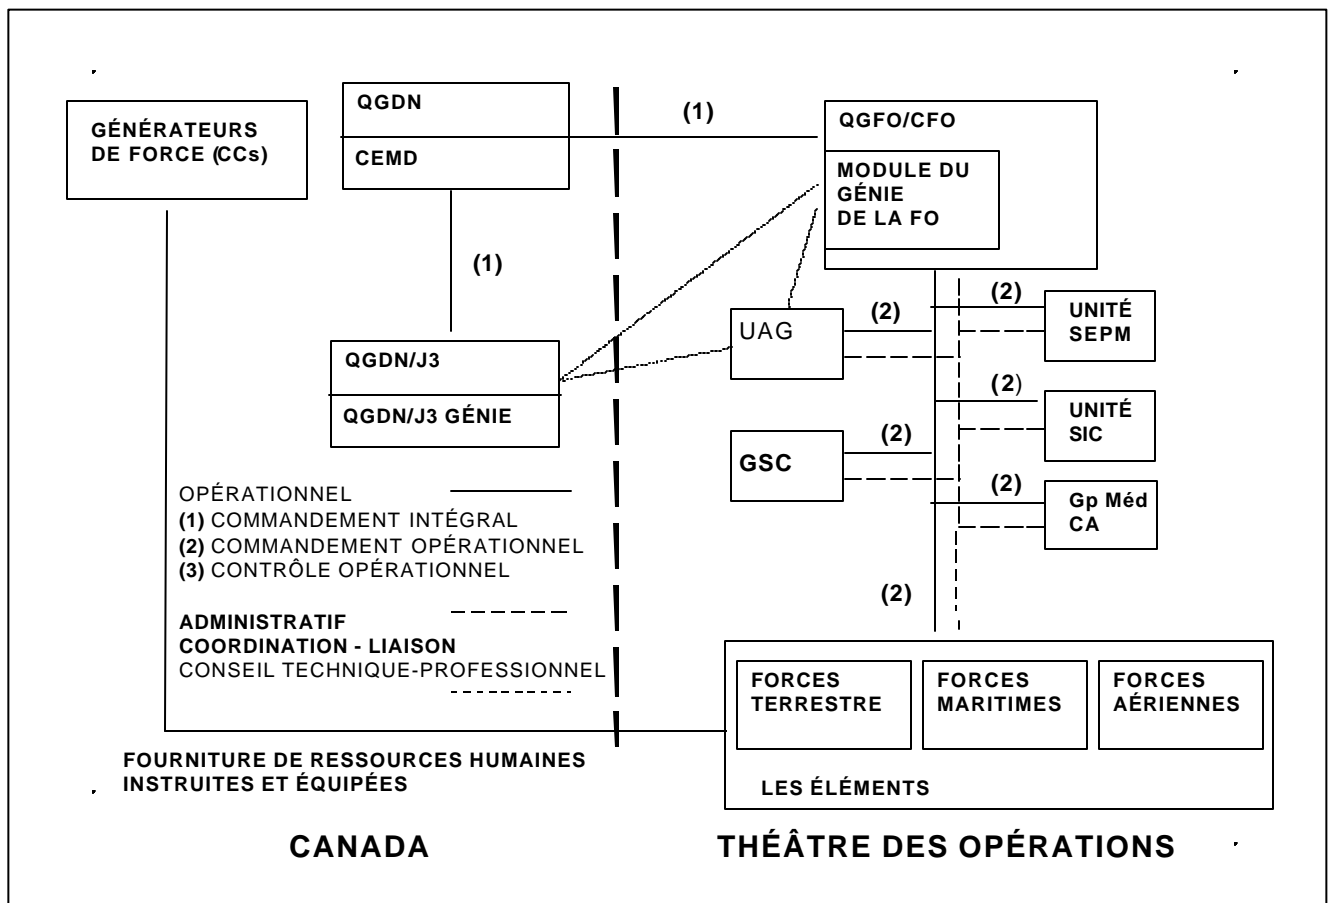 GÉNÉRATEURS
DE FORCE (CCs)
QGDN
CEMD
(1)
QGFO/CFO
MODULE DU
GÉNIE
DE LA FO
(1)
QGDN/J3
QGDN/J3 GÉNIE
UAG
(2)
(2)
UNITÉ
SEPM
GSC
(2)
(2)
UNITÉ
SIC
(2)
Gp Méd
CA
(2)
OPÉRATIONNEL
(1) COMMANDEMENT INTÉGRAL
(2) COMMANDEMENT OPÉRATIONNEL
(3) CONTRÔLE OPÉRATIONNEL
ADMINISTRATIF
COORDINATION - LIAISON
CONSEIL TECHNIQUE-PROFESSIONNEL
FORCES
TERRESTRE
FORCES
MARITIMES
FORCES
AÉRIENNES
LES ÉLÉMENTS
FOURNITURE DE RESSOURCES HUMAINES
INSTRUITES ET ÉQUIPÉES
CANADA
THÉÂTRE DES OPÉRATIONS